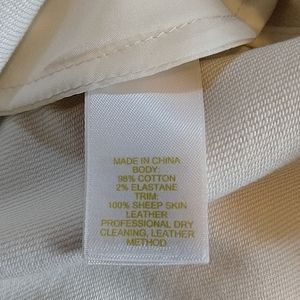 MADE IN CHINA
BODY:
98% COTTON
2% ELASTANE
TRIM:
100% SHEEP SKIN
LEATHER
PROFESSIONAL DRY
CLEANING, LEATHER
METHOD